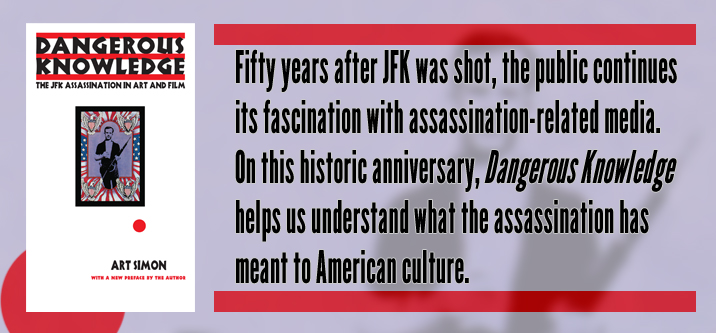 DANGEROUS
KNOWLEDGE
THE JFK ASSASSINATION IN ART AND FILM
ART SIMON
WITH A NEW PREFACE BY THE AUTHOR
Fifty years after JFK was shot, the public continues
its fascination with assassination-related media.
On this historic anniversary, Dangerous Knowledge
helps us understand what the assassination has
meant to American culture.